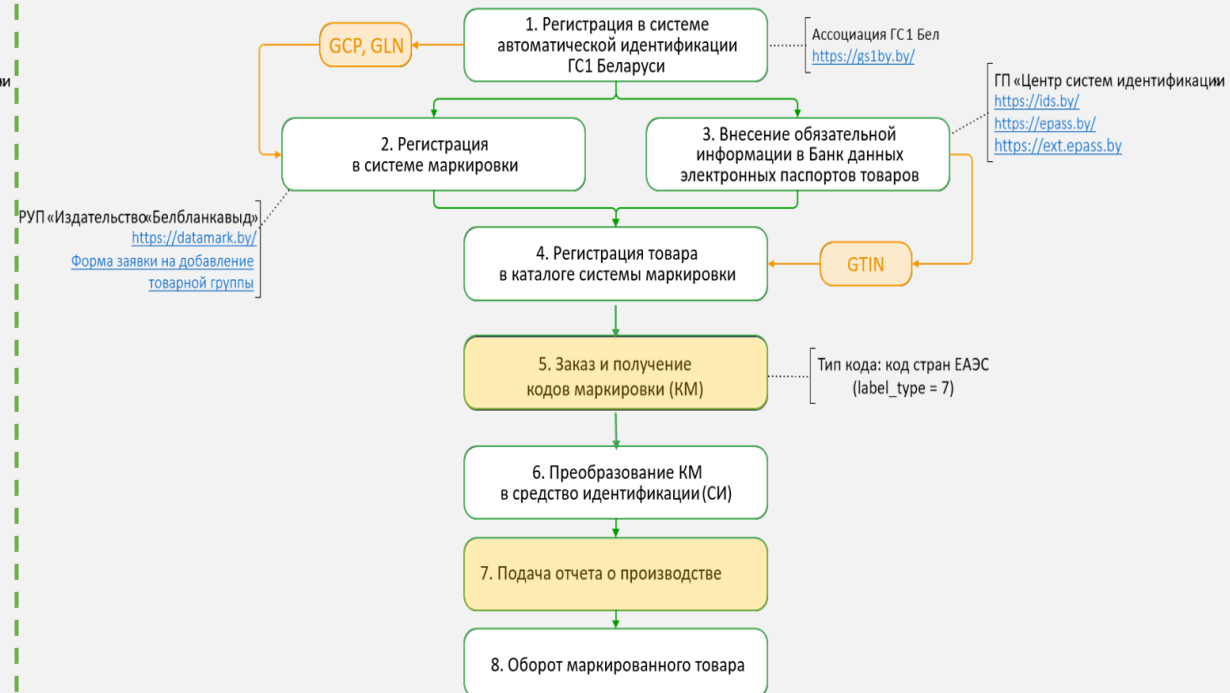 1. Регистрация в системе
автоматической идентификации
ГС1 Беларуси
GCP, GLN
Ассоциация ГС1 Бел
https://gs1by.by/
ГП «Центр систем идентификации
https://ids.by/
https://epass.by/
https://ext.epass.by
2. Регистрация
в системе маркировки
3. Внесение обязательной
информации в Банк данных
электронных паспортов товаров
РУП «Издательство«Белбланкавыд»
https://datamark.by/
Форма заявки на добавление
товарной группы
4. Регистрация товара
в каталоге системы маркировки
GTIN
5. Заказ и получение
кодов маркировки (КМ)
Тип кода: код стран ЕАЭС
(label_type = 7)
6. Преобразование КМ
в средство идентификации (СИ)
7. Подача отчета о производстве
8. Оборот маркированного товара